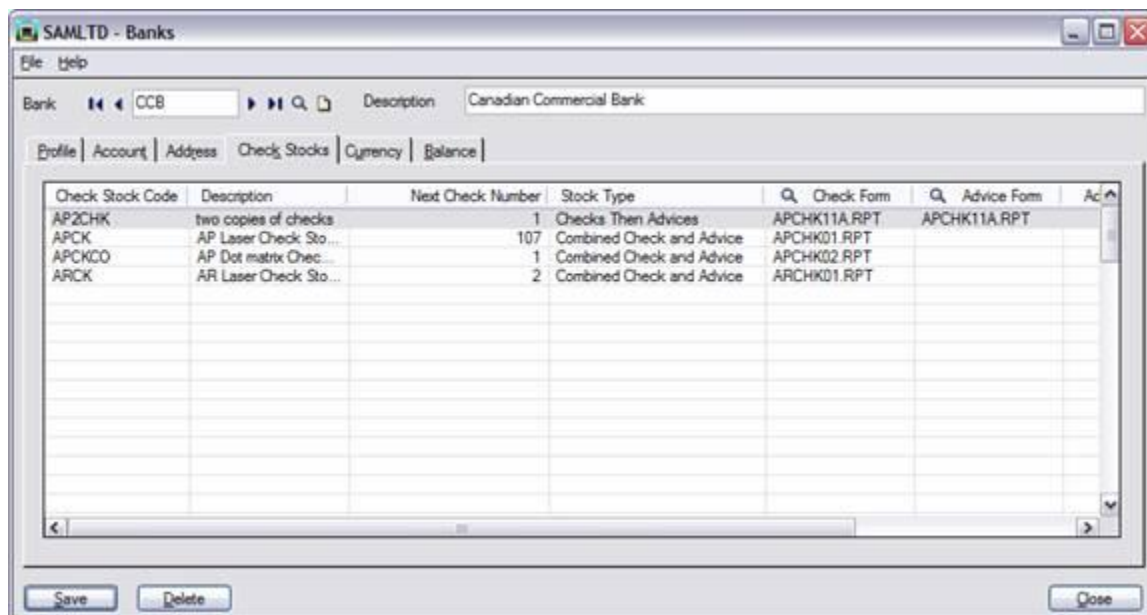 SAMLTD - Banks
File Help
Bank CCB Description Canadian Commercial Bank
Profile Account Address Check Stocks Currency Balance
Check Stock Code Description Next Check Number Stock Type Check Form Advice Form Ac
AP2CHK two copies of checks 1 Checks Then Advices APCHK11A.RPT APCHK11A.RPT
APCK AP Laser Check Sto... 107 Combined Check and Advice APCHK01.RPT
APCKCO AP Dot matrix Chec... 1 Combined Check and Advice APCHK02.RPT
ARCK AR Laser Check Sto... 2 Combined Check and Advice ARCHK01.RPT
Save Delete Close